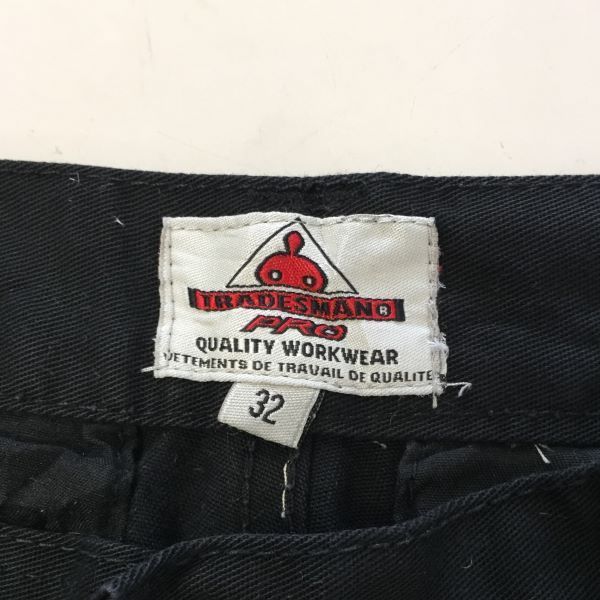 TRADESMAN®
PRO
QUALITY WORKWEAR
VETEMENTS DE TRAVAIL DE QUALITE
32